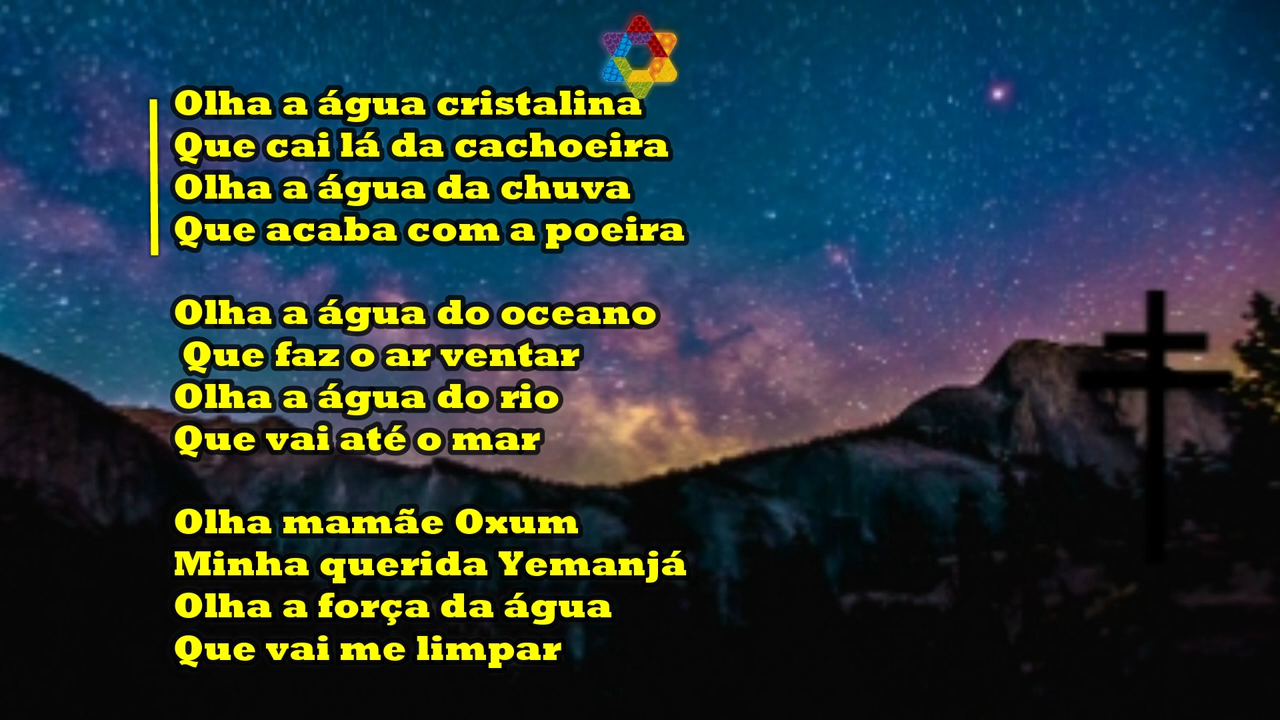 Olha a água cristalina
Que cai lá da cachoeira
Olha a água da chuva
Que acaba com a poeira
Olha a água do oceano
Que faz o ar ventar
Olha a água do rio
Que vai até o mar
Olha mamãe Oxum
Minha querida Yemanjá
Olha a força da água
Que vai me limpar